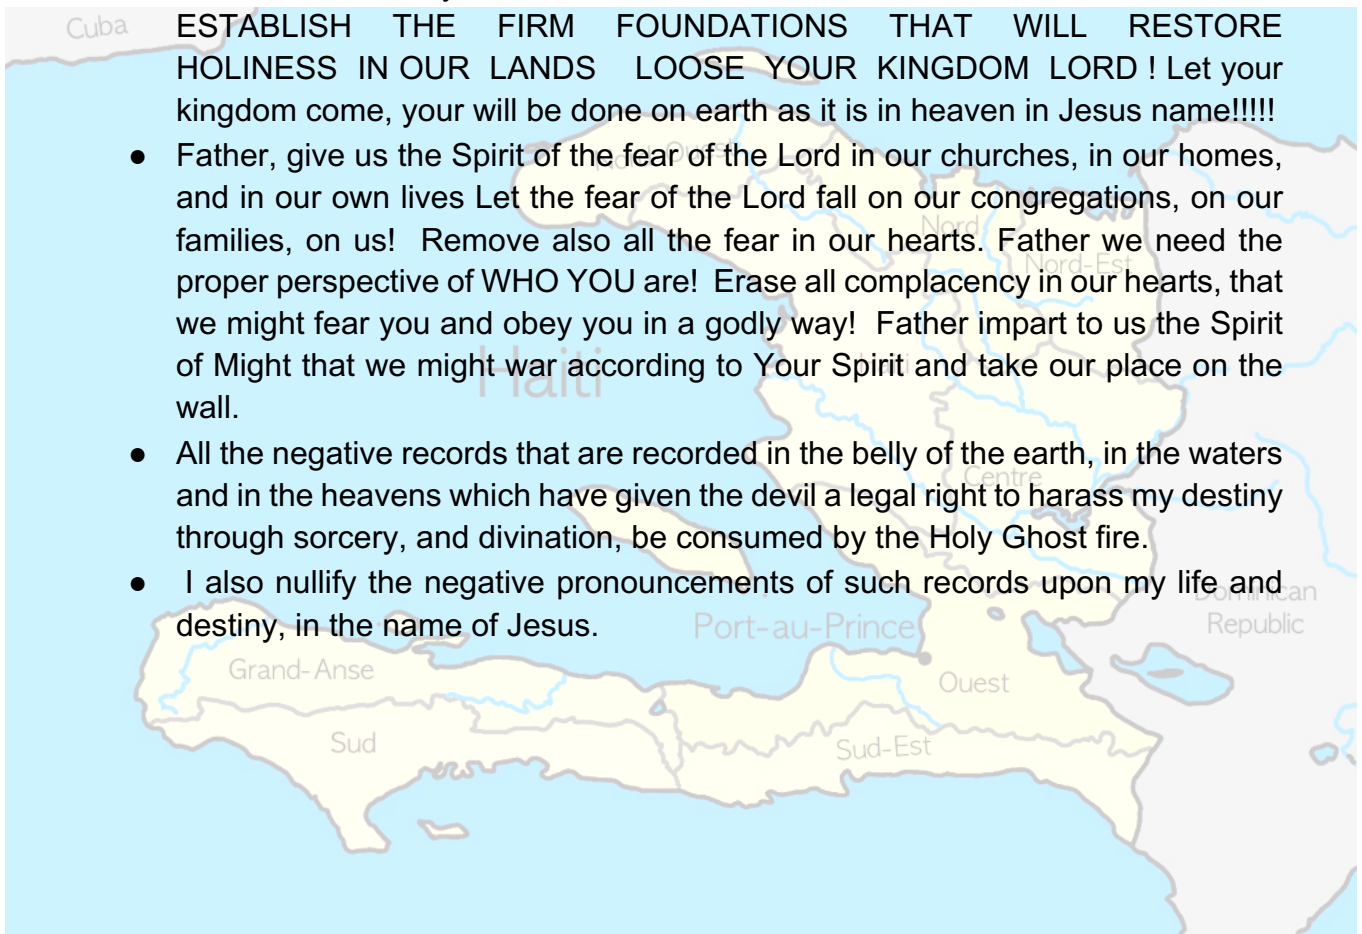 Cuba
ESTABLISH THE FIRM FOUNDATIONS THAT WILL RESTORE
HOLINESS IN OUR LANDS LOOSE YOUR KINGDOM LORD ! Let your
kingdom come, your will be done on earth as it is in heaven in Jesus name!!!!!
● Father, give us the Spirit of the fear of the Lord in our churches, in our homes,
and in our own lives Let the fear of the Lord fall on our congregations, on our
families, on us! Remove also all the fear in our hearts. Father we need the
proper perspective of WHO YOU are! Erase all complacency in our hearts, that
we might fear you and obey you in a godly way! Father impart to us the Spirit
of Might that we might war according to Your Spirit and take our place on the
wall.
● All the negative records that are recorded in the belly of the earth, in the waters
and in the heavens which have given the devil a legal right to harass my destiny
through sorcery, and divination, be consumed by the Holy Ghost fire.
● I also nullify the negative pronouncements of such records upon my life and
destiny, in the name of Jesus.
Nord
Nord-Est
Haiti
Centre
Dominican
Republic
Port-au-Prince
Grand-Anse
Ouest
Sud
Sud-Est